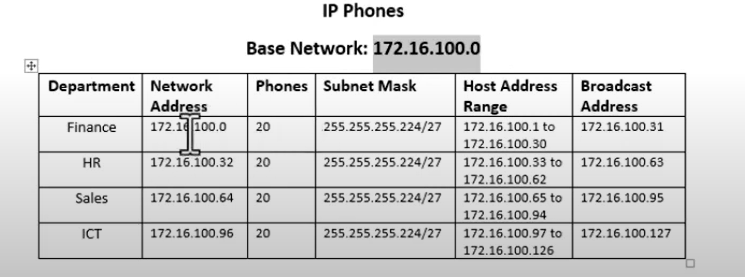 IP Phones
Base Network: 172.16.100.0
Department Network Address Phones Subnet Mask Host Address Range Broadcast Address
Finance 172.16.100.0 20 255.255.255.224/27 172.16.100.1 to 172.16.100.30 172.16.100.31
HR 172.16.100.32 20 255.255.255.224/27 172.16.100.33 to 172.16.100.62 172.16.100.63
Sales 172.16.100.64 20 255.255.255.224/27 172.16.100.65 to 172.16.100.94 172.16.100.95
ICT 172.16.100.96 20 255.255.255.224/27 172.16.100.97 to 172.16.100.126 172.16.100.127